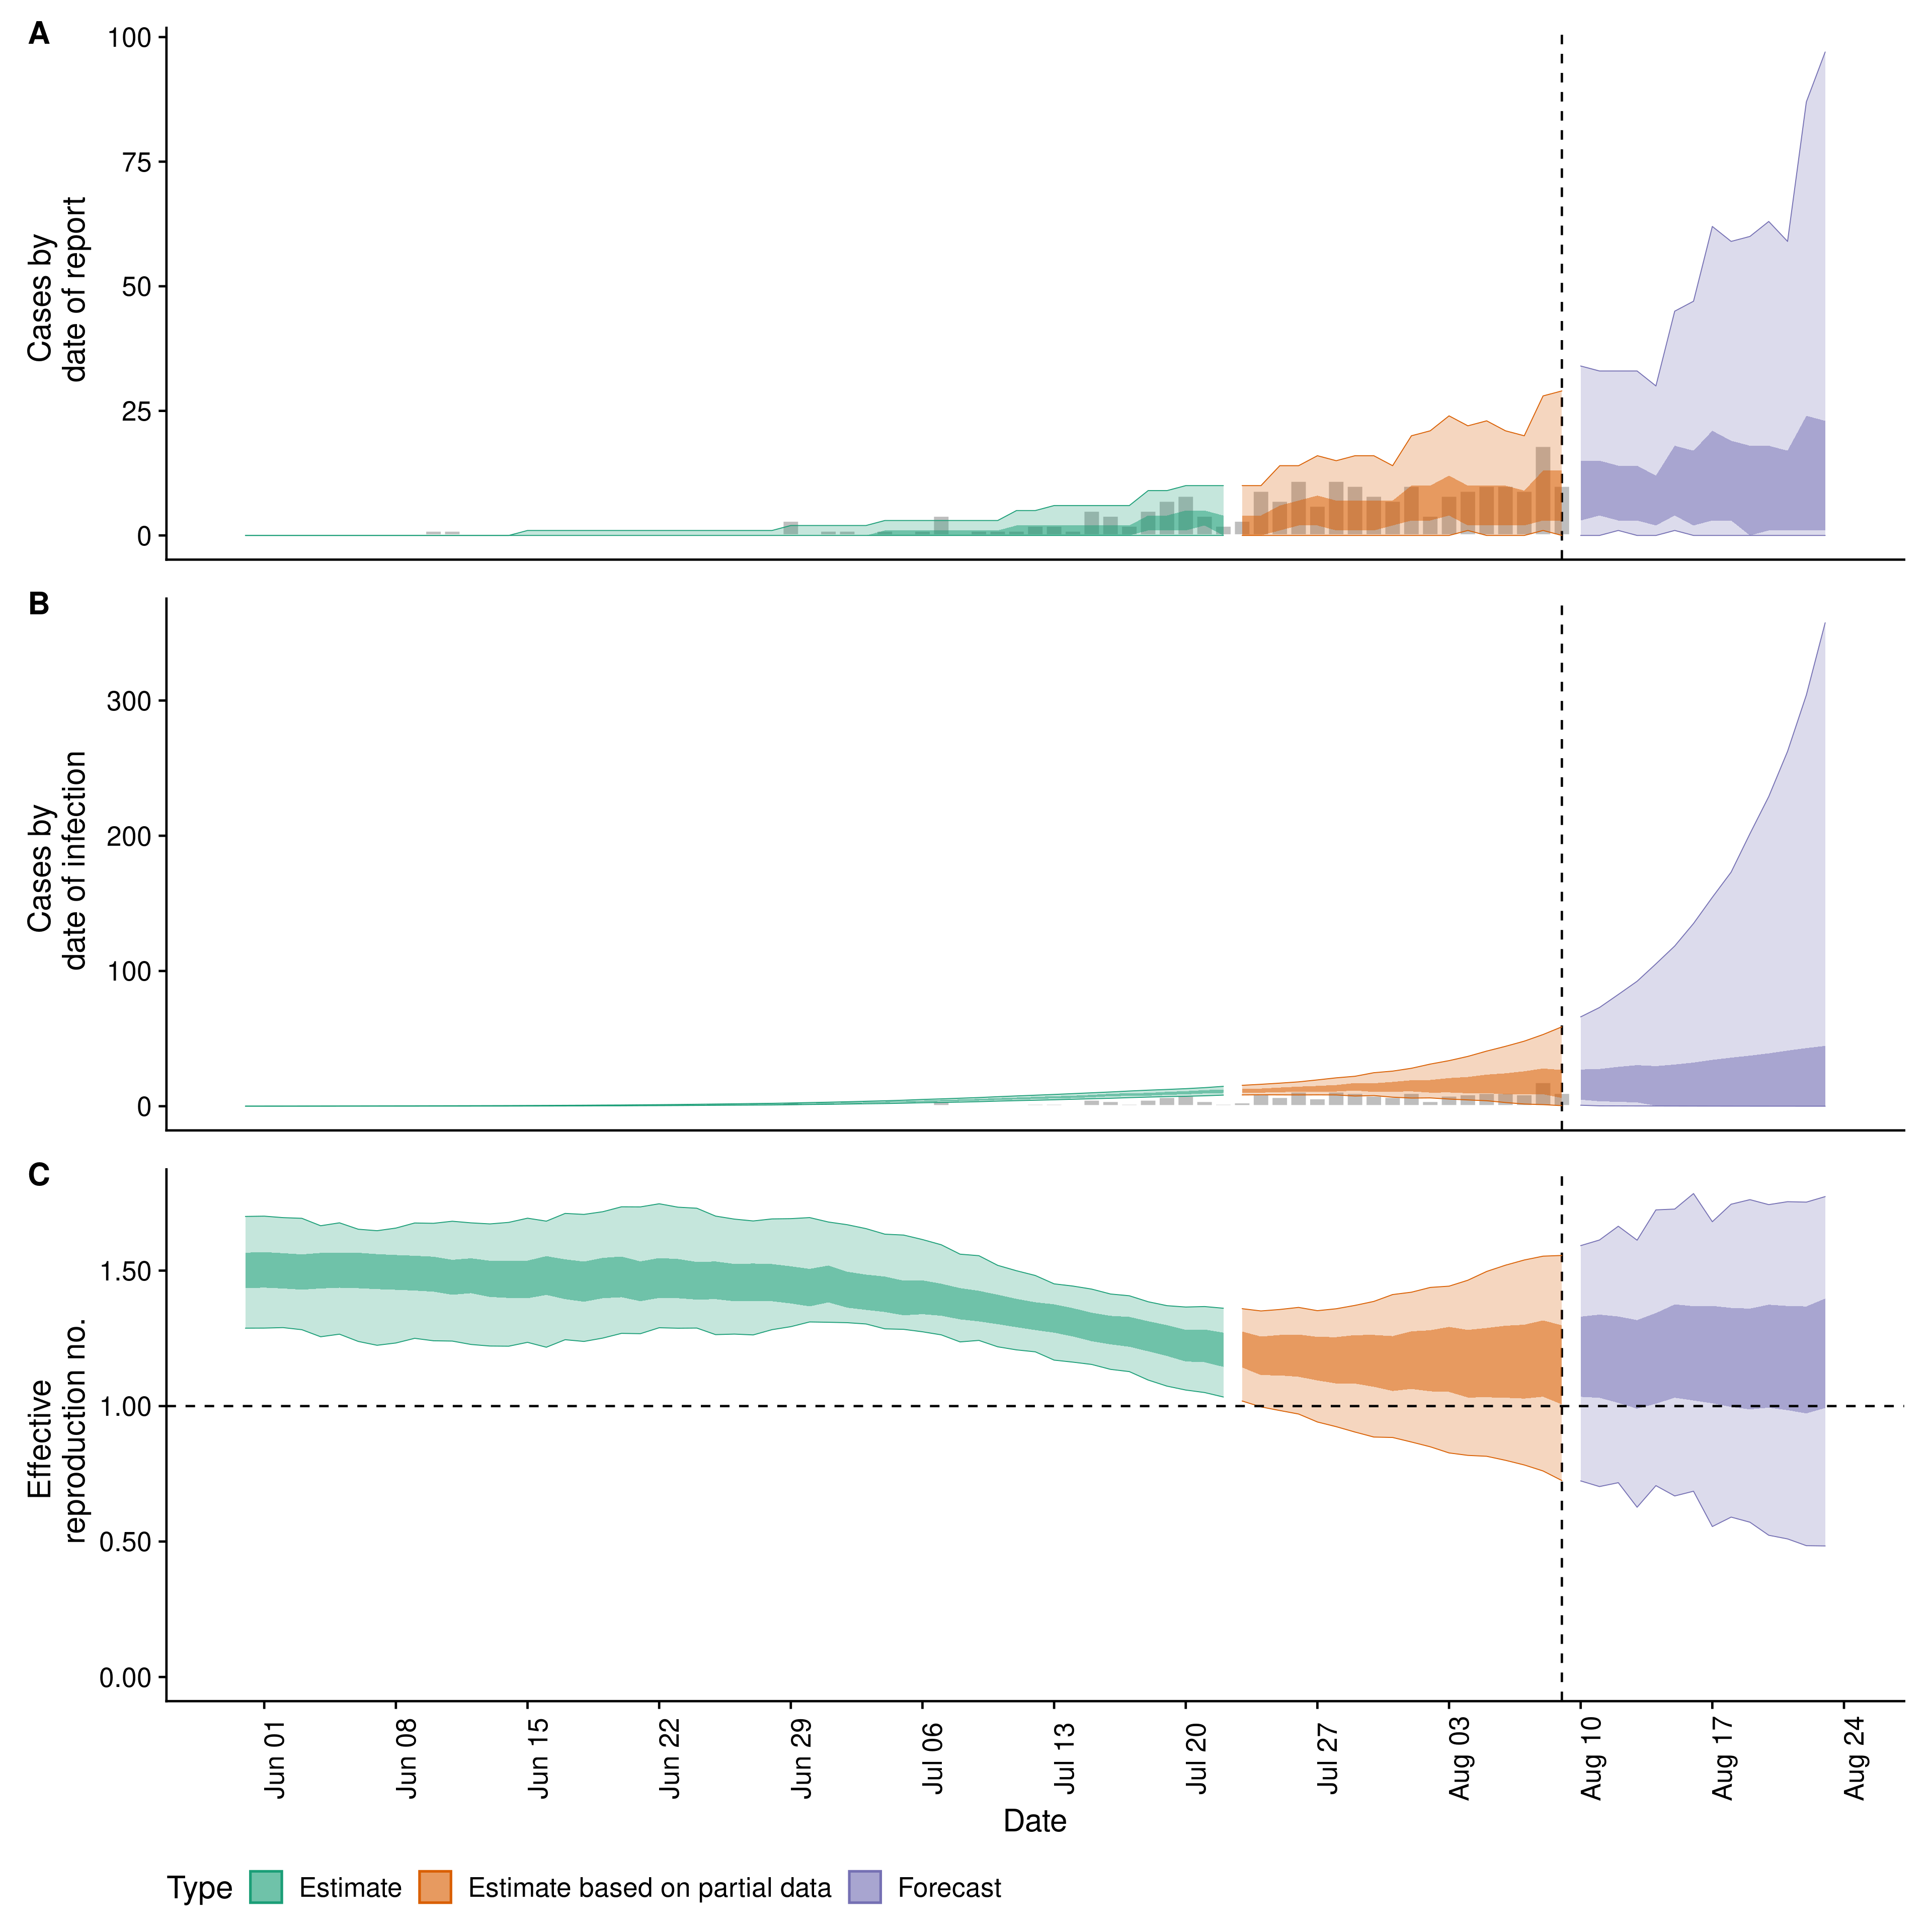 A
Cases by
date of report
100
75
50
25
0
B
Cases by
date of infection
300
200
100
0
C
Effective
reproduction no.
1.50
1.00
0.50
0.00
Jun 01
Jun 08
Jun 15
Jun 22
Jun 29
Jul 06
Jul 13
Jul 20
Jul 27
Aug 03
Aug 10
Aug 17
Aug 24
Date
Type Estimate Estimate based on partial data Forecast